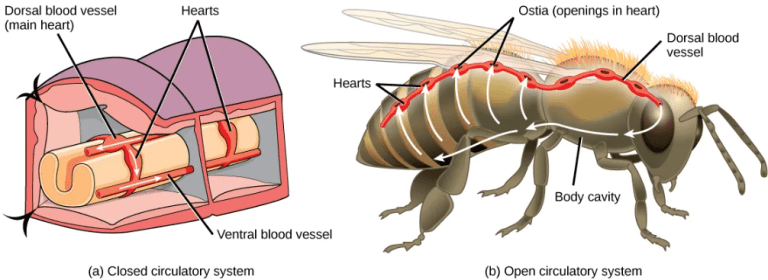 Dorsal blood vessel
(main heart)
Hearts
Ventral blood vessel
(a) Closed circulatory system
Ostia (openings in heart)
Dorsal blood
vessel
Hearts
Body cavity
(b) Open circulatory system